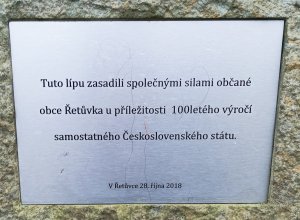 Tuto lípu zasadili společnými silami občané
obce Řetůvka u příležitosti 100letého výročí
samostatného Československého státu.
V Řetůvce 28. října 2018